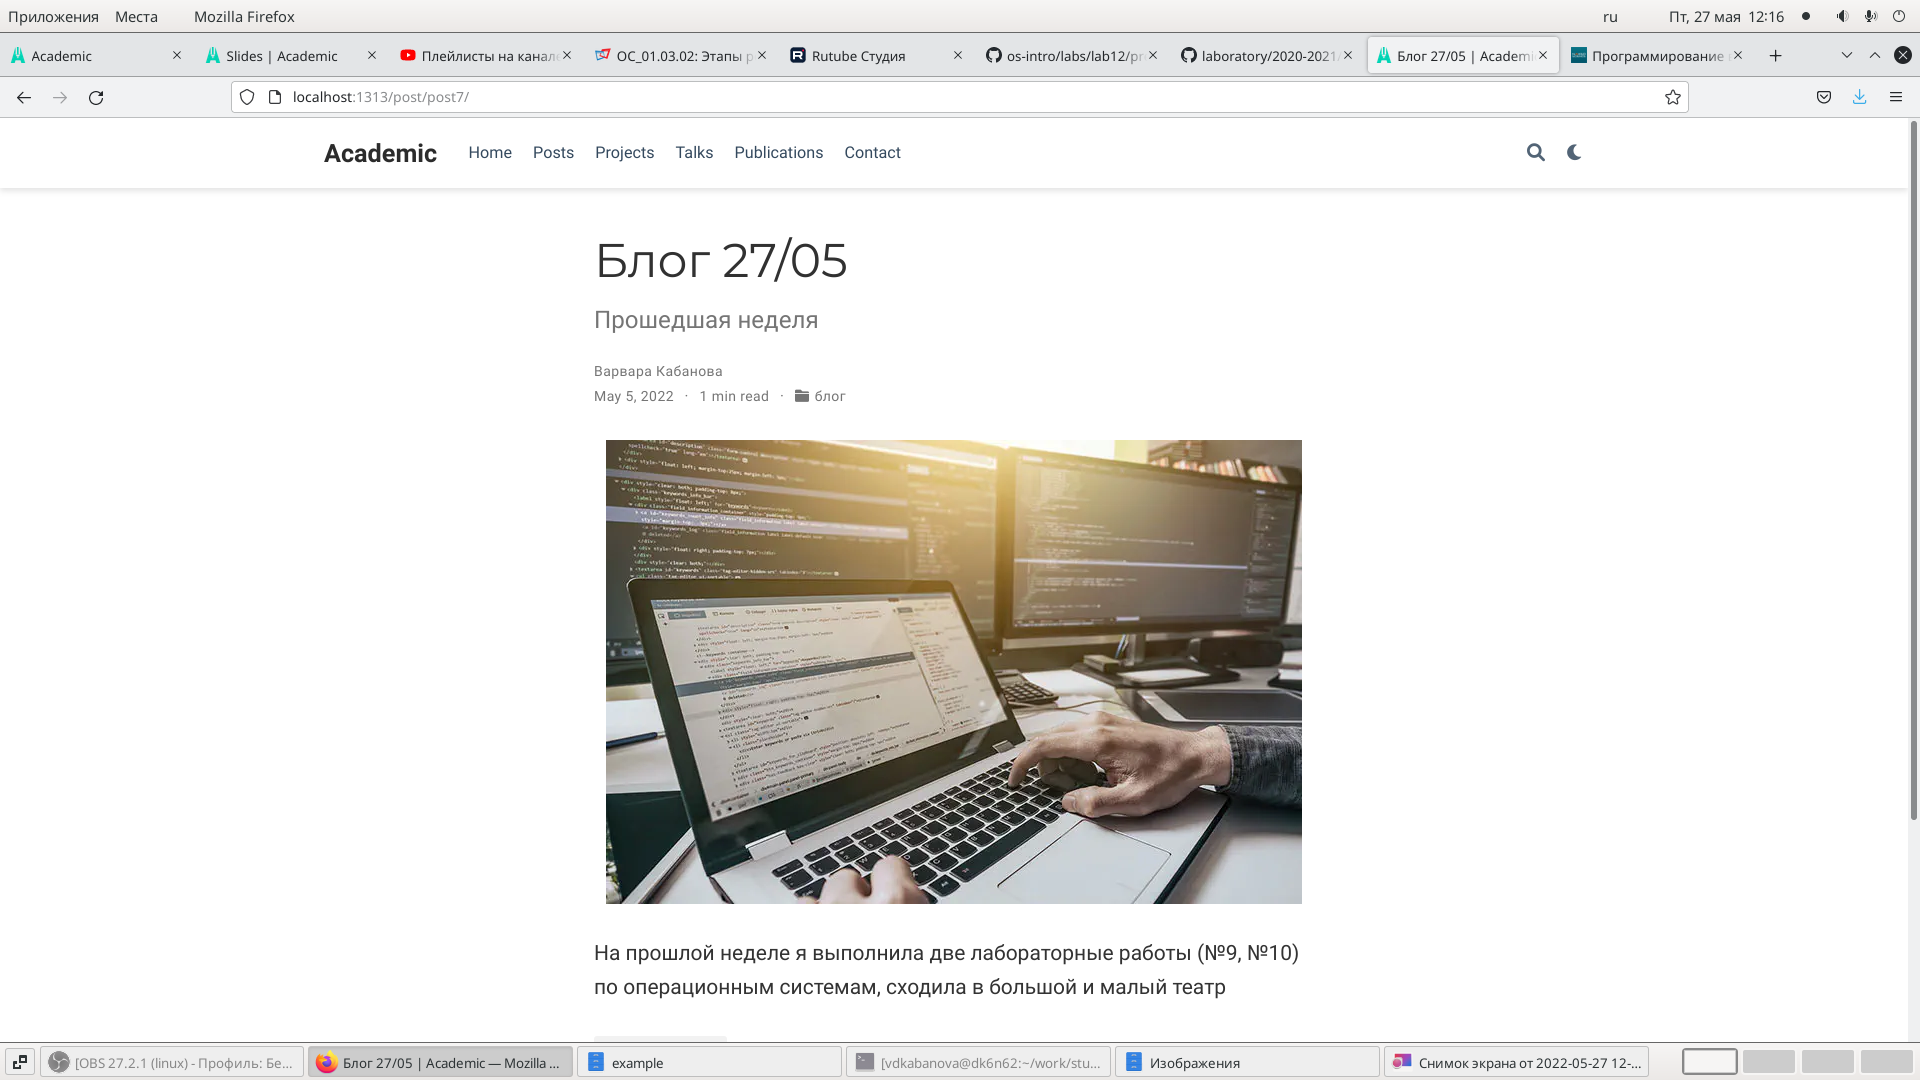 Приложения Места Mozilla Firefox ru Пт, 27 мая 12:16
Academic Slides | Academic Плейлисты на канале ОС_01.03.02: Этапы р Rutube Студия os-intro/labs/lab12/pr laboratory/2020-2021/ Блог 27/05 | Academi Программирование
localhost:1313/post/post7/
Academic Home Posts Projects Talks Publications Contact
Блог 27/05
Прошедшая неделя
Варвара Кабанова
May 5, 2022 · 1 min read · блог
На прошлой неделе я выполнила две лабораторные работы (№9, №10)
по операционным системам, сходила в большой и малый театр
[OBS 27.2.1 (linux) - Профиль: Бе... Блог 27/05 | Academic — Mozilla ... example [vdkabanova@dk6n62:~/work/stu... Изображения Снимок экрана от 2022-05-27 12-...